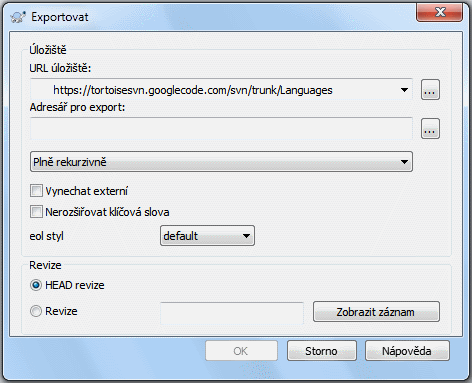 Exportovat
Úložiště
URL úložiště:
https://tortoisesvn.googlecode.com/svn/trunk/Languages
...
Adresář pro export:
...
Plně rekurzivně
Vynechat externí
Nerozšiřovat klíčová slova
eol styl default
Revize
HEAD revize
Revize Zobrazit záznam
OK Storno Nápověda